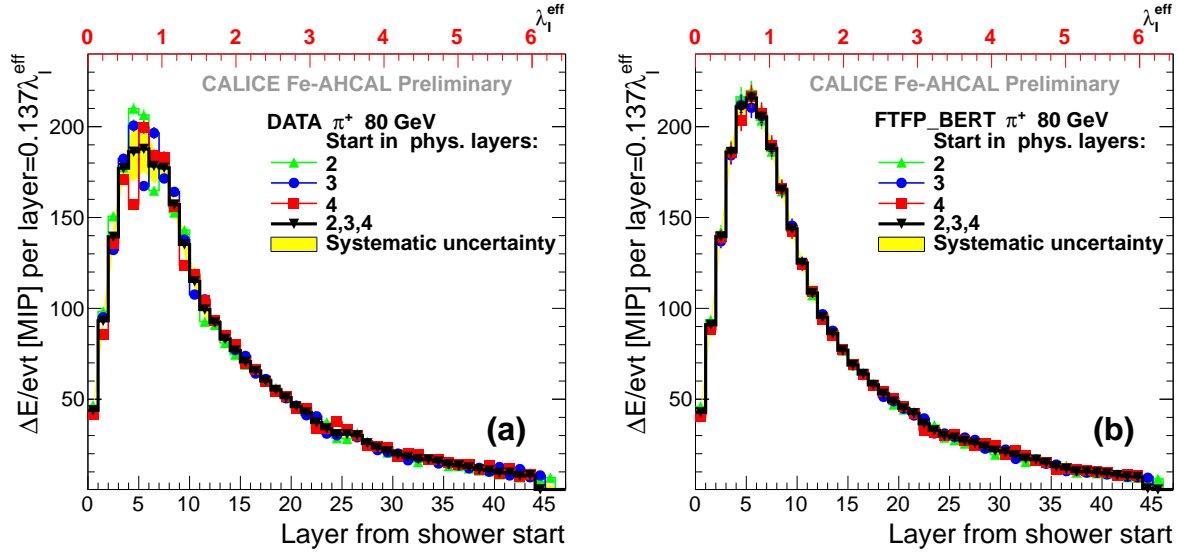 λ_I^eff
0 1 2 3 4 5 6
CALICE Fe-AHCAL Preliminary
DATA π⁺ 80 GeV
Start in phys. layers:
2
3
4
2,3,4
Systematic uncertainty
ΔE/evt [MIP] per layer=0.137λ_I^eff
200
150
100
50
(a)
0 5 10 15 20 25 30 35 40 45
Layer from shower start
λ_I^eff
0 1 2 3 4 5 6
CALICE Fe-AHCAL Preliminary
FTFP_BERT π⁺ 80 GeV
Start in phys. layers:
2
3
4
2,3,4
Systematic uncertainty
ΔE/evt [MIP] per layer=0.137λ_I^eff
200
150
100
50
(b)
0 5 10 15 20 25 30 35 40 45
Layer from shower start